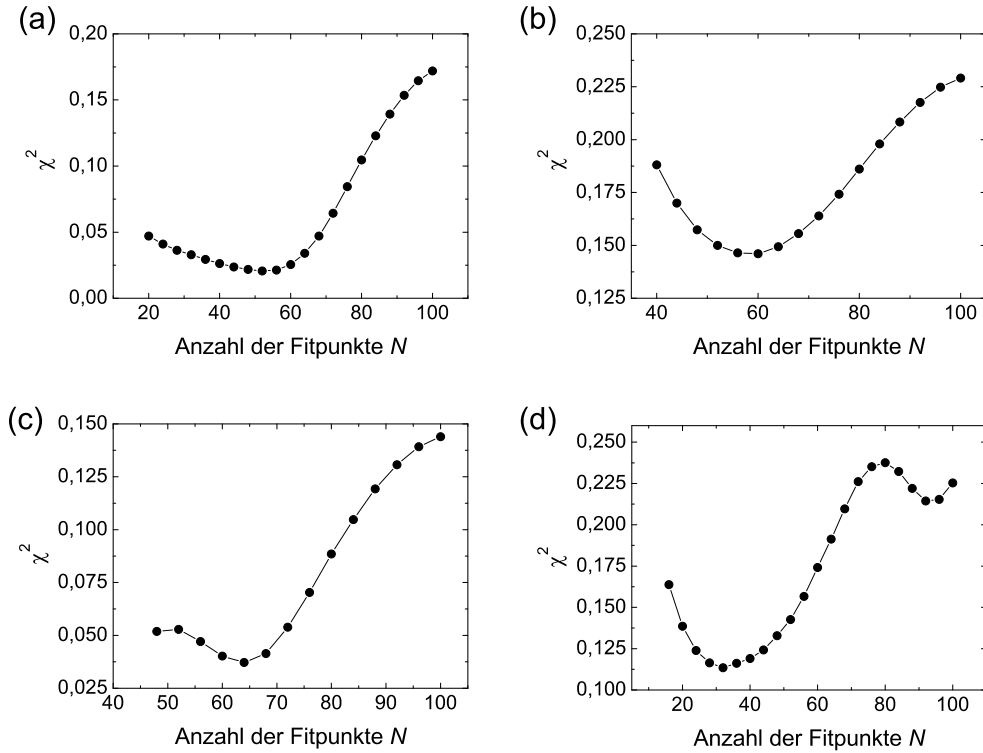 (a)
0,20
0,15
0,10
0,05
0,00
χ²
20 40 60 80 100
Anzahl der Fitpunkte N
(b)
0,250
0,225
0,200
0,175
0,150
0,125
χ²
40 60 80 100
Anzahl der Fitpunkte N
(c)
0,150
0,125
0,100
0,075
0,050
0,025
χ²
40 50 60 70 80 90 100
Anzahl der Fitpunkte N
(d)
0,250
0,225
0,200
0,175
0,150
0,125
0,100
χ²
20 40 60 80 100
Anzahl der Fitpunkte N